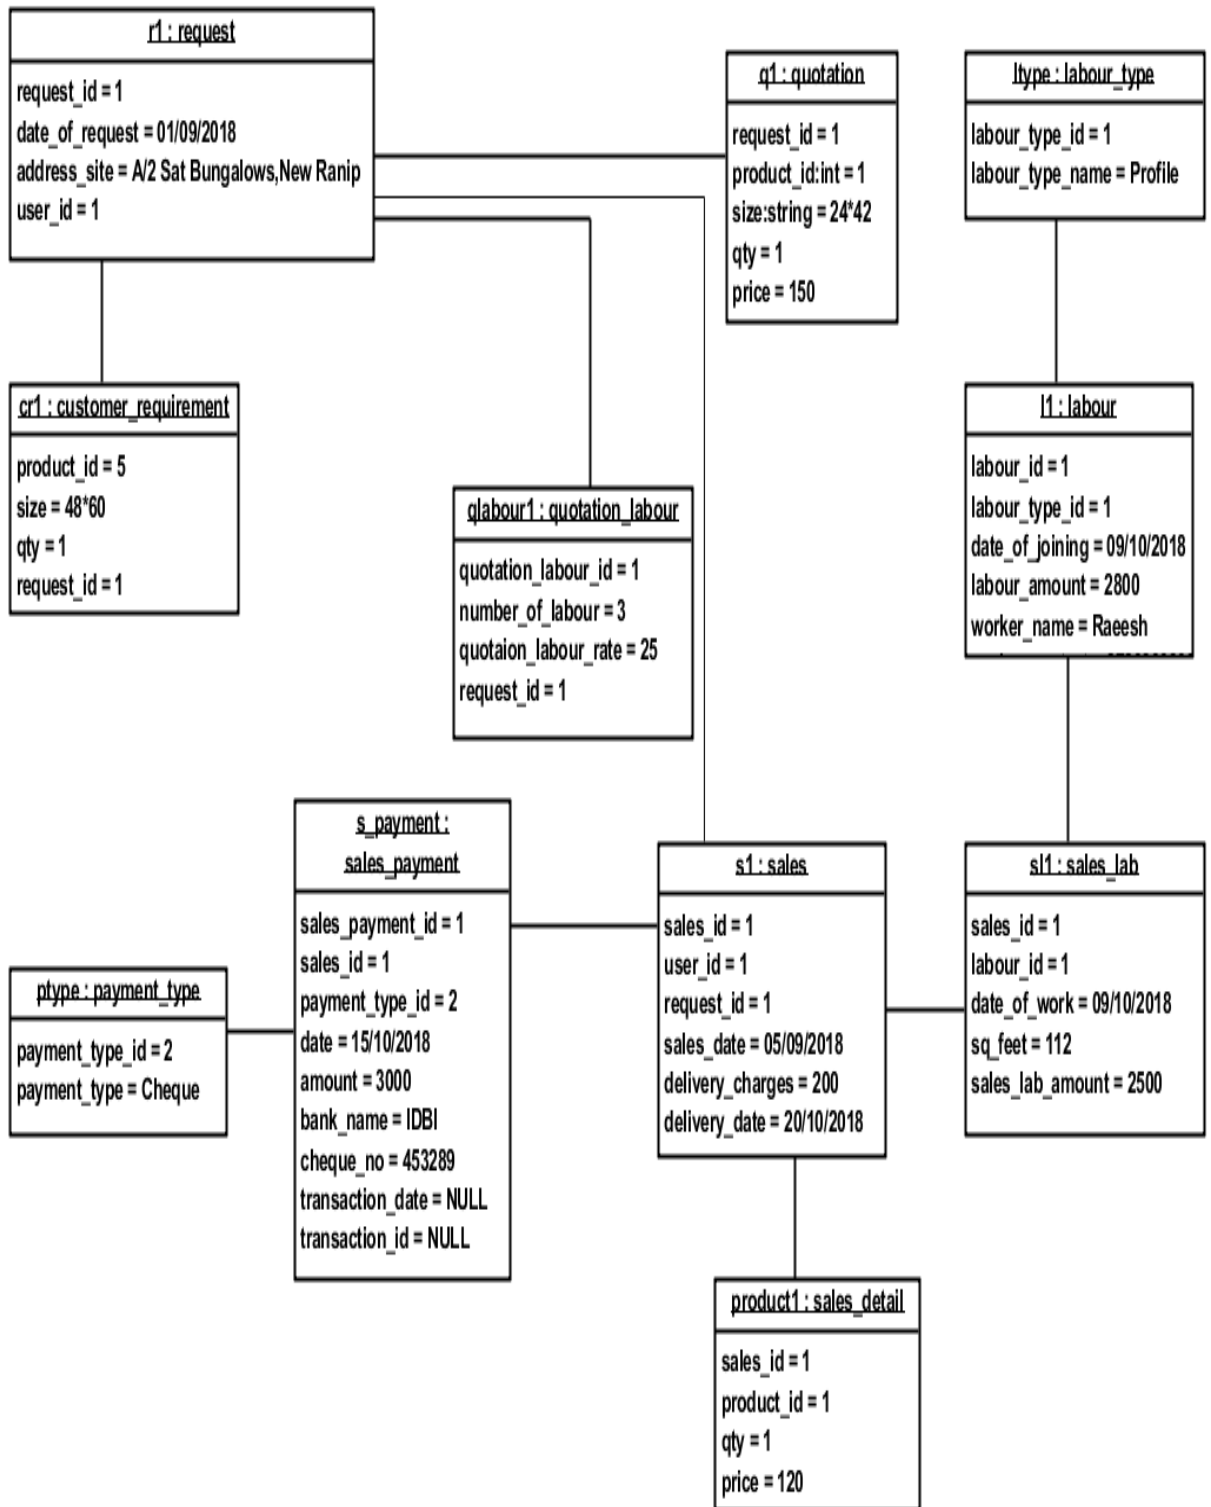 r1 : request
request_id = 1
date_of_request = 01/09/2018
address_site = A/2 Sat Bungalows,New Ranip
user_id = 1
q1 : quotation
request_id = 1
product_id:int = 1
size:string = 24*42
qty = 1
price = 150
ltype : labour_type
labour_type_id = 1
labour_type_name = Profile
cr1 : customer_requirement
product_id = 5
size = 48*60
qty = 1
request_id = 1
l1 : labour
labour_id = 1
labour_type_id = 1
date_of_joining = 09/10/2018
labour_amount = 2800
worker_name = Raeesh
qlabour1 : quotation_labour
quotation_labour_id = 1
number_of_labour = 3
quotaion_labour_rate = 25
request_id = 1
s_payment :
sales_payment
sales_payment_id = 1
sales_id = 1
payment_type_id = 2
date = 15/10/2018
amount = 3000
bank_name = IDBI
cheque_no = 453289
transaction_date = NULL
transaction_id = NULL
s1 : sales
sales_id = 1
user_id = 1
request_id = 1
sales_date = 05/09/2018
delivery_charges = 200
delivery_date = 20/10/2018
sl1 : sales_lab
sales_id = 1
labour_id = 1
date_of_work = 09/10/2018
sq_feet = 112
sales_lab_amount = 2500
ptype : payment_type
payment_type_id = 2
payment_type = Cheque
product1 : sales_detail
sales_id = 1
product_id = 1
qty = 1
price = 120